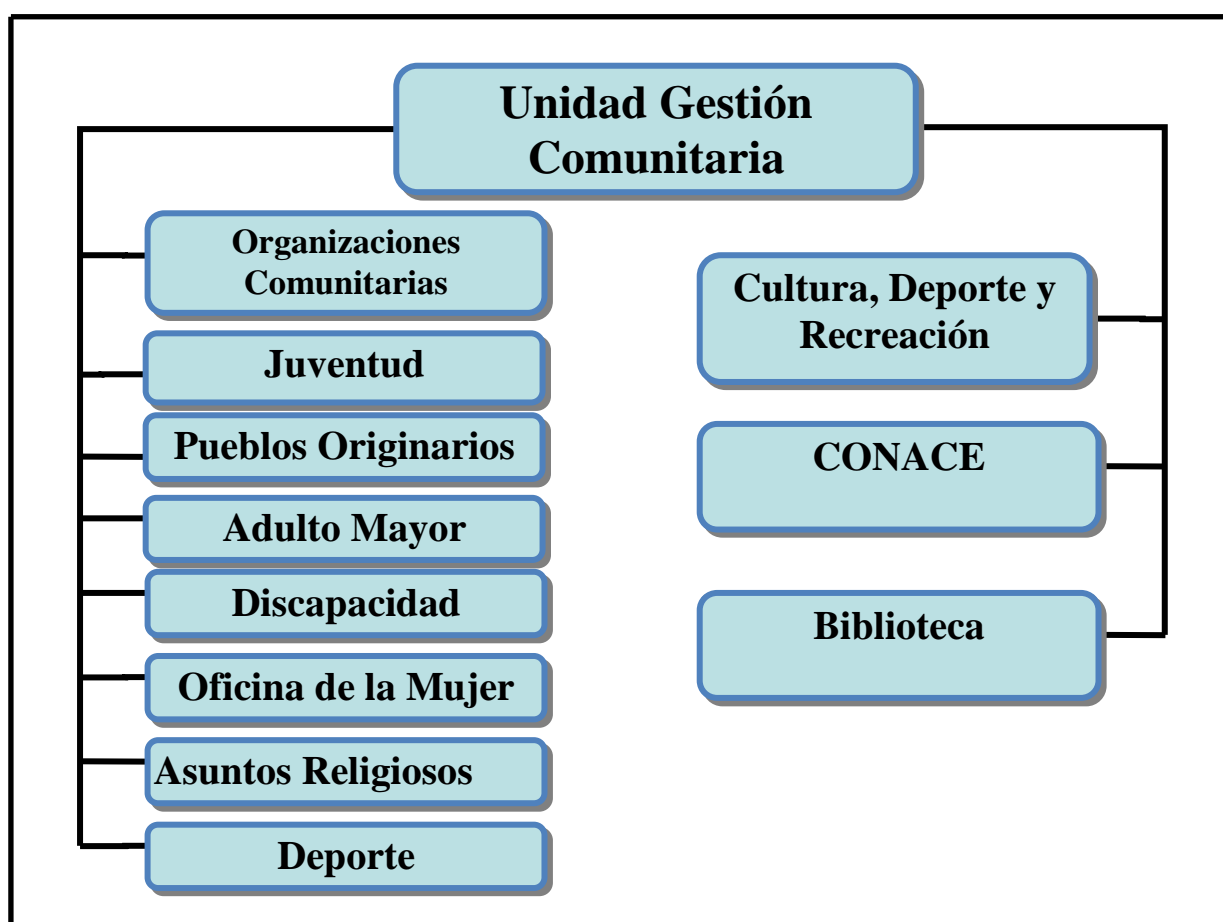 Unidad Gestión
Comunitaria
Organizaciones
Comunitarias
Juventud
Pueblos Originarios
Adulto Mayor
Discapacidad
Oficina de la Mujer
Asuntos Religiosos
Deporte
Cultura, Deporte y
Recreación
CONACE
Biblioteca